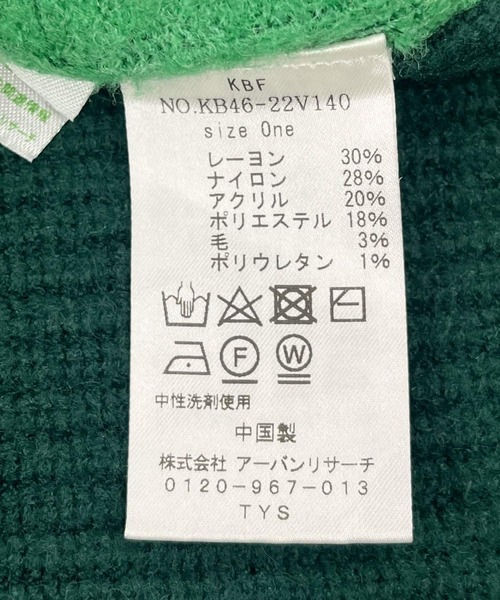 KBF
NO.KB46-22V140
size One
レーヨン 30%
ナイロン 28%
アクリル 20%
ポリエステル 18%
毛 3%
ポリウレタン 1%
F W
中性洗剤使用
中国製
株式会社 アーバンリサーチ
0120-967-013
TYS